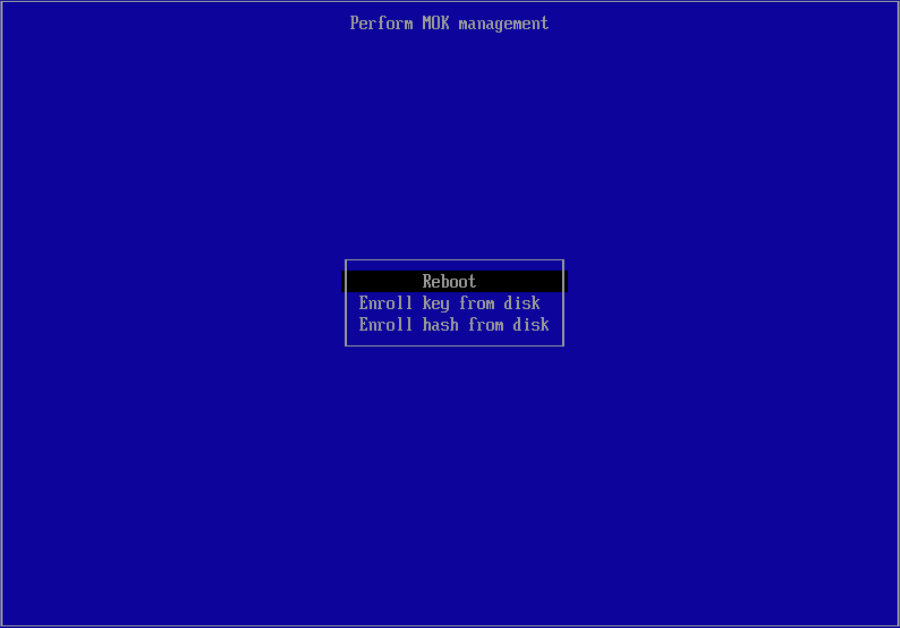 Perform MOK management
Reboot
Enroll key from disk
Enroll hash from disk